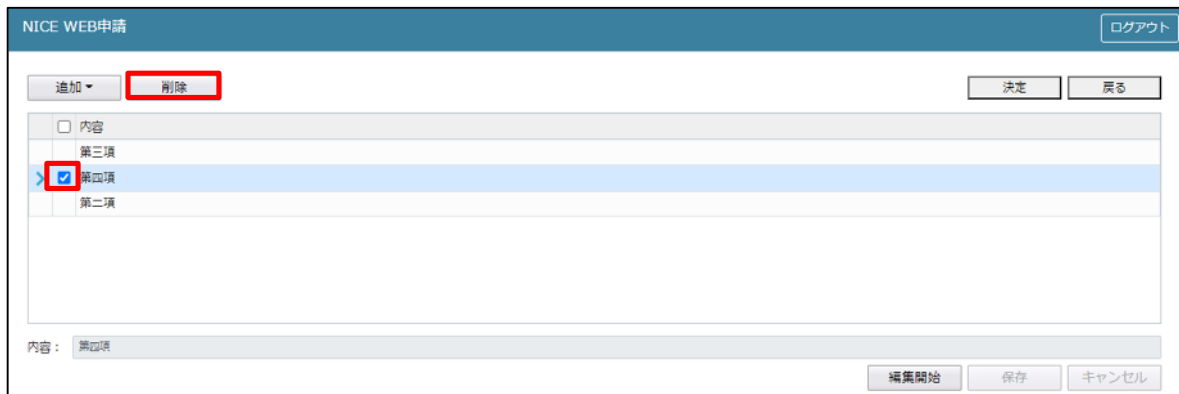 NICE WEB申請 ログアウト
追加 削除 決定 戻る
内容
第三項
第四項
第二項
内容： 第四項
編集開始 保存 キャンセル